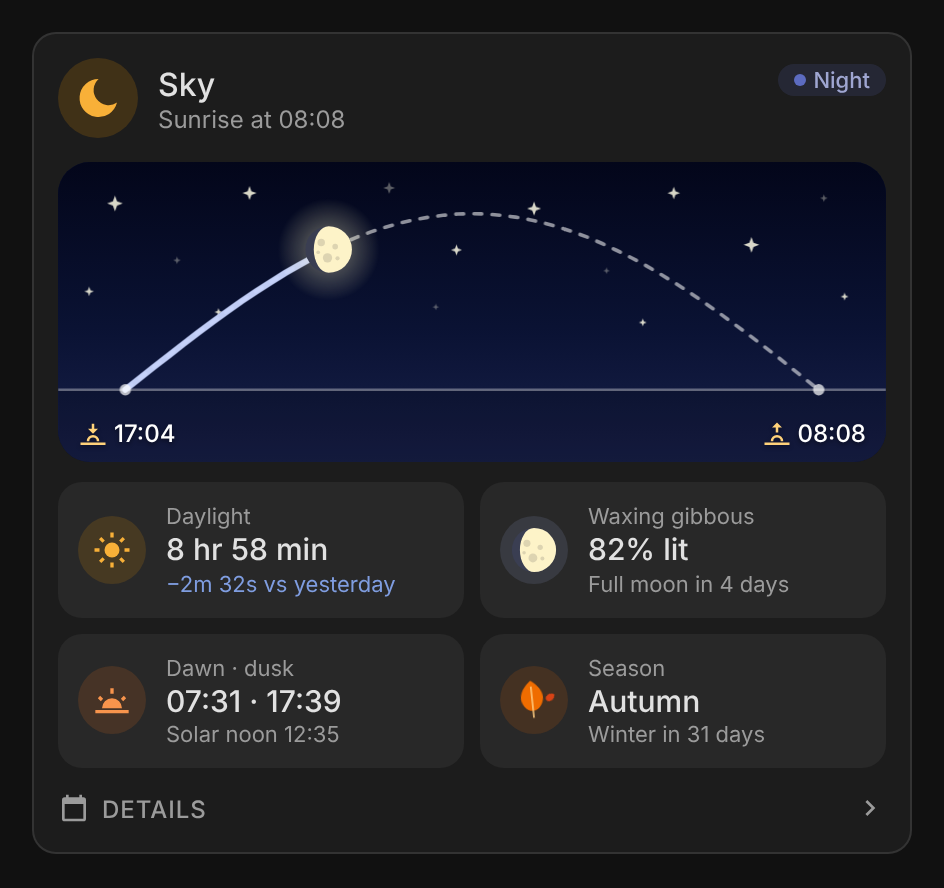 Sky
Sunrise at 08:08
Night
17:04
08:08
Daylight
8 hr 58 min
−2m 32s vs yesterday
Waxing gibbous
82% lit
Full moon in 4 days
Dawn · dusk
07:31 · 17:39
Solar noon 12:35
Season
Autumn
Winter in 31 days
DETAILS